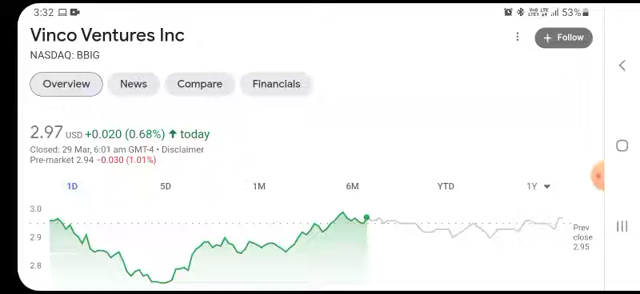 3:32 53%
Vinco Ventures Inc
Follow
NASDAQ: BBIG
Overview News Compare Financials
2.97 USD +0.020 (0.68%) ↑ today
Closed: 29 Mar, 6:01 am GMT-4 • Disclaimer
Pre-market 2.94 -0.030 (1.01%)
1D 5D 1M 6M YTD 1Y
3.0
2.9
2.8
Prev
close
2.95